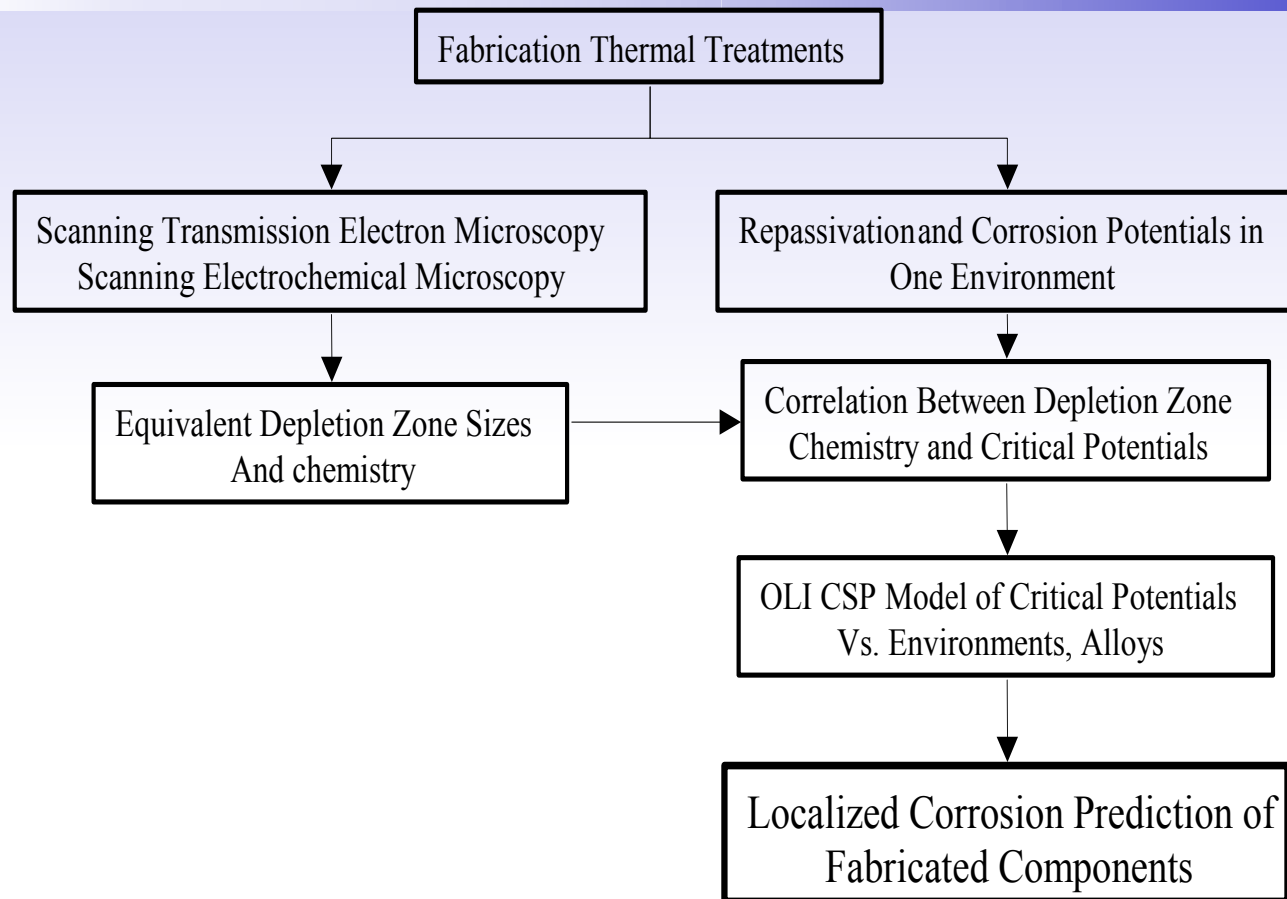 Fabrication Thermal Treatments
Scanning Transmission Electron Microscopy
Scanning Electrochemical Microscopy
Repassivationand Corrosion Potentials in
One Environment
Equivalent Depletion Zone Sizes
And chemistry
Correlation Between Depletion Zone
Chemistry and Critical Potentials
OLI CSP Model of Critical Potentials
Vs. Environments, Alloys
Localized Corrosion Prediction of
Fabricated Components